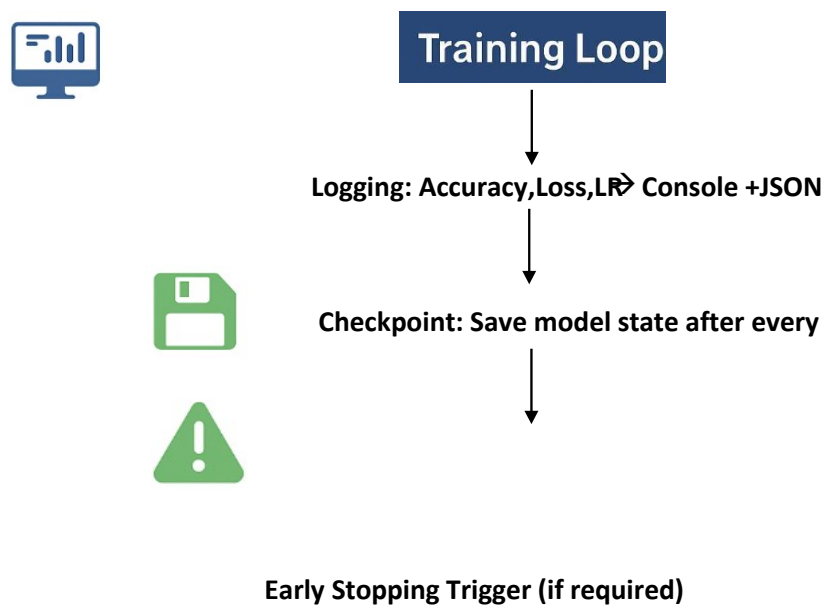 Training Loop
Logging: Accuracy,Loss,LR→ Console +JSON
Checkpoint: Save model state after every
Early Stopping Trigger (if required)